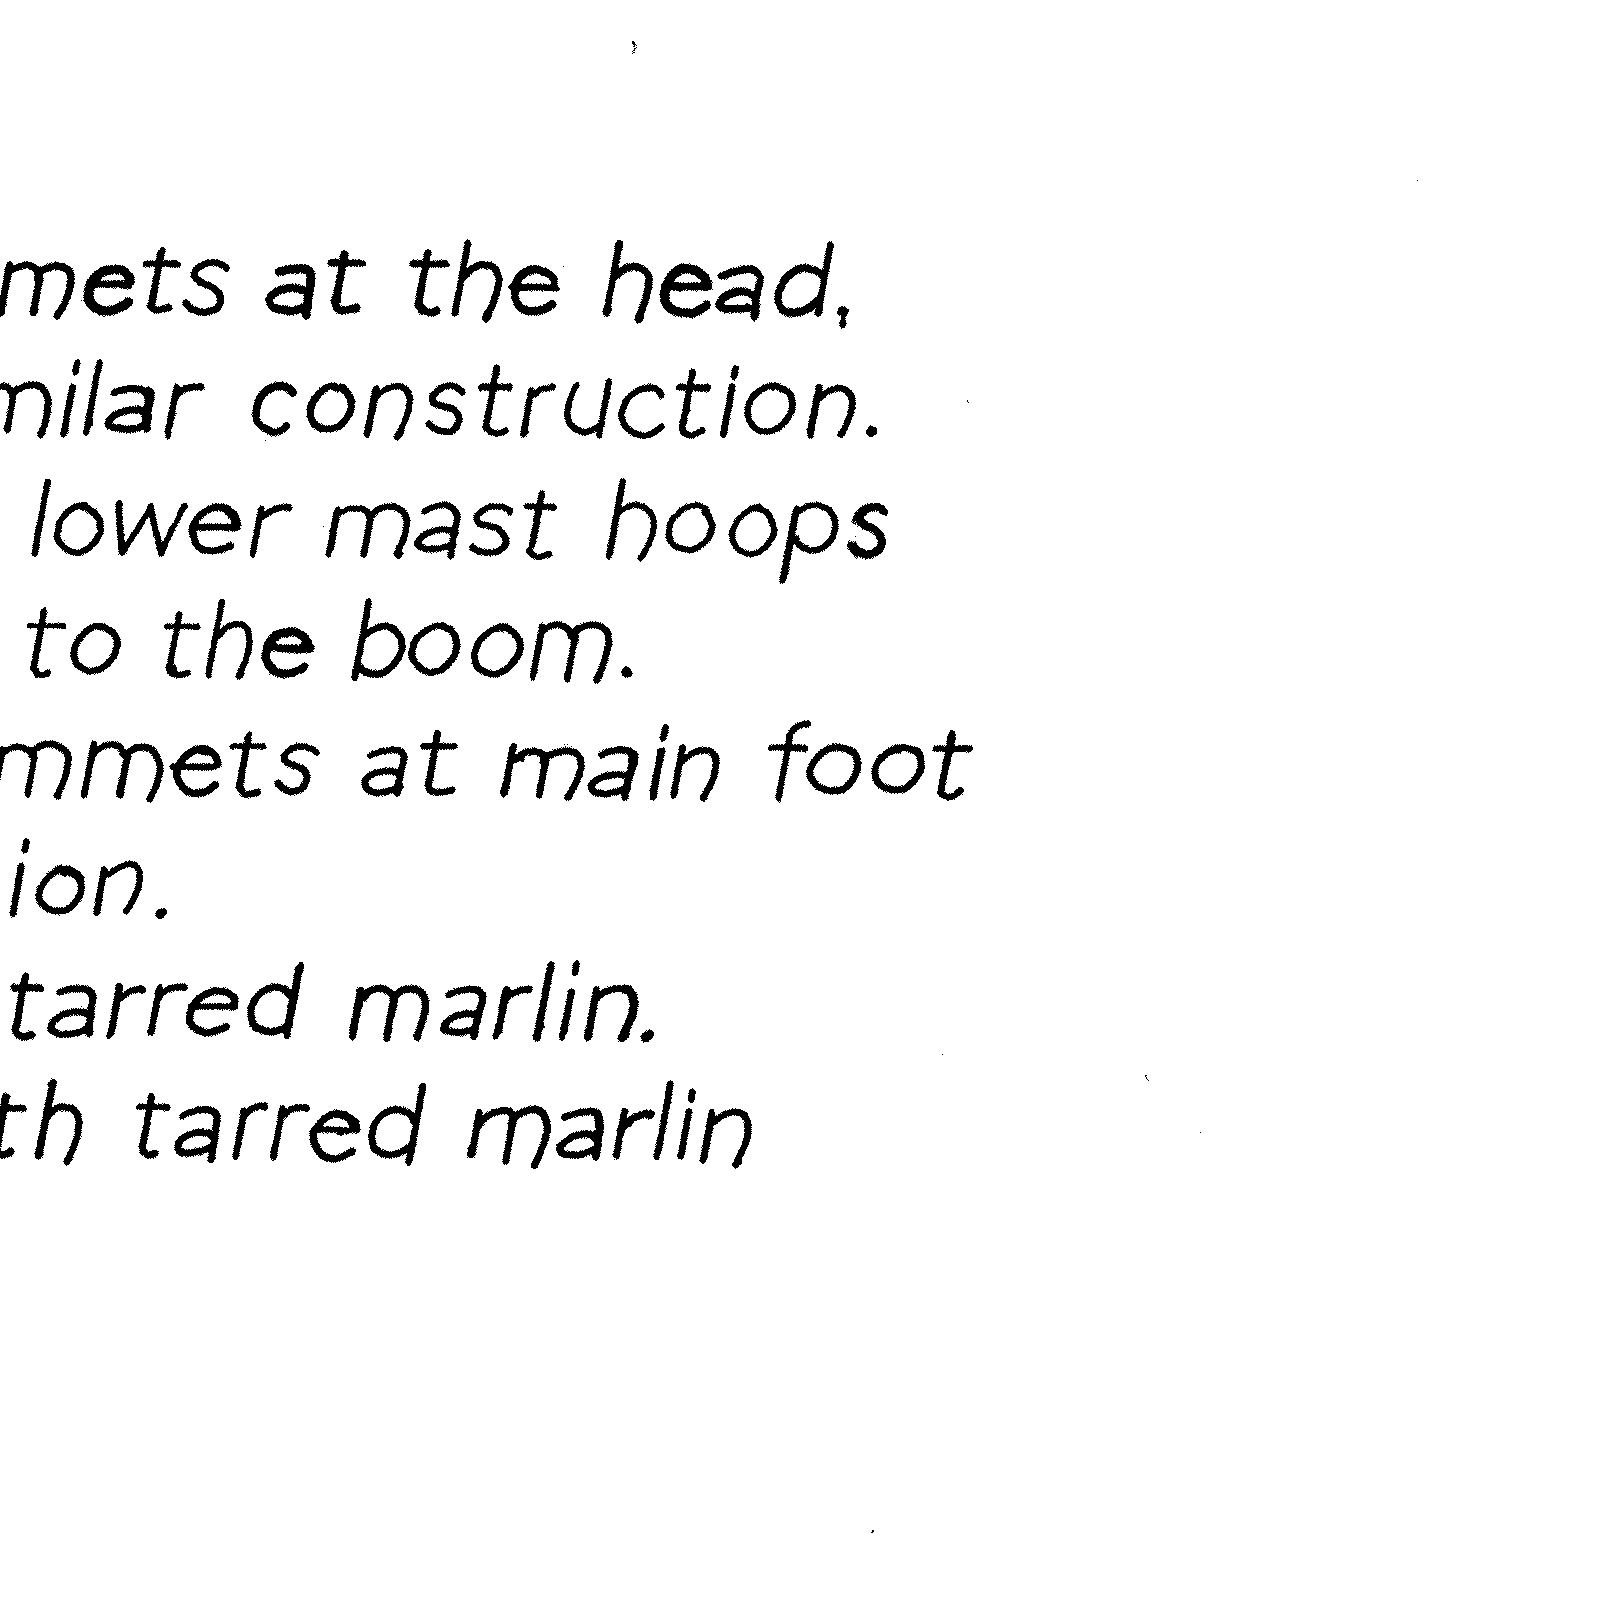 mets at the head,
milar construction.
lower mast hoops
to the boom.
mmets at main foot
ion.
tarred marlin.
th tarred marlin